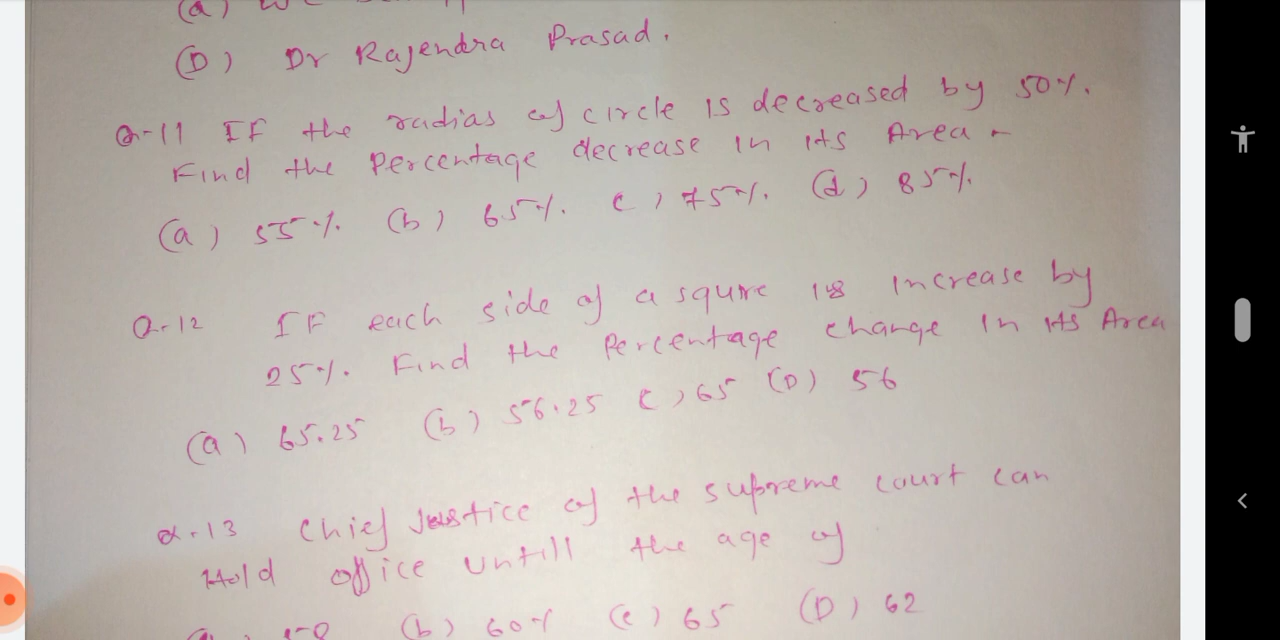 (a)
(D) Dr Rajendra Prasad.
Q-11 IF the radias of circle is decreased by 50%.
Find the Percentage decrease in its Area -
(a) 55% (b) 65%. c) 75%. (d) 85%.
Q-12 IF each side of a squre is increase by
25%. Find the Percentage change in its Area
(a) 65.25 (b) 56.25 c) 65 (D) 56
Q.13 Chief Justice of the supreme court can
Hold office untill the age of
(b) 60% (c) 65 (D) 62